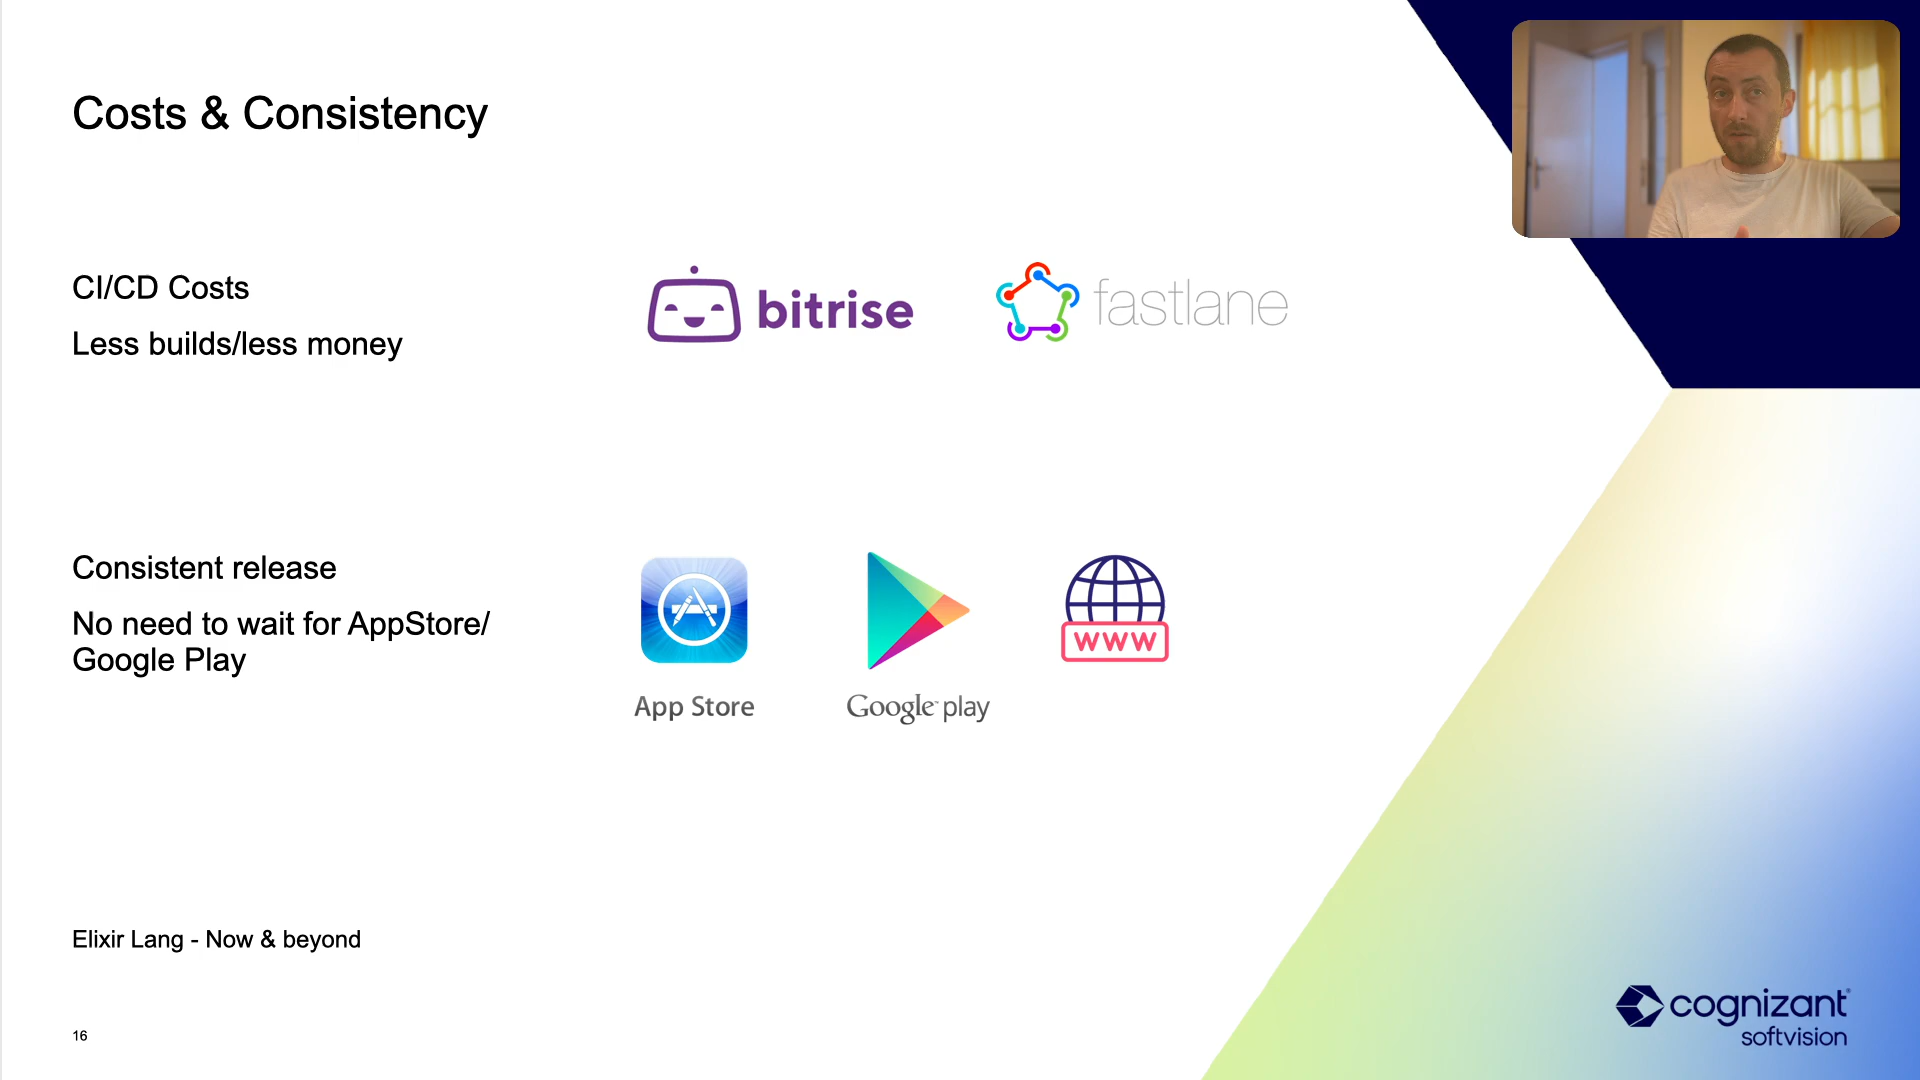 Costs & Consistency
CI/CD Costs
Less builds/less money
bitrise
fastlane
Consistent release
No need to wait for AppStore/
Google Play
WWW
App Store
Google play
Elixir Lang - Now & beyond
16
cognizant
softvision